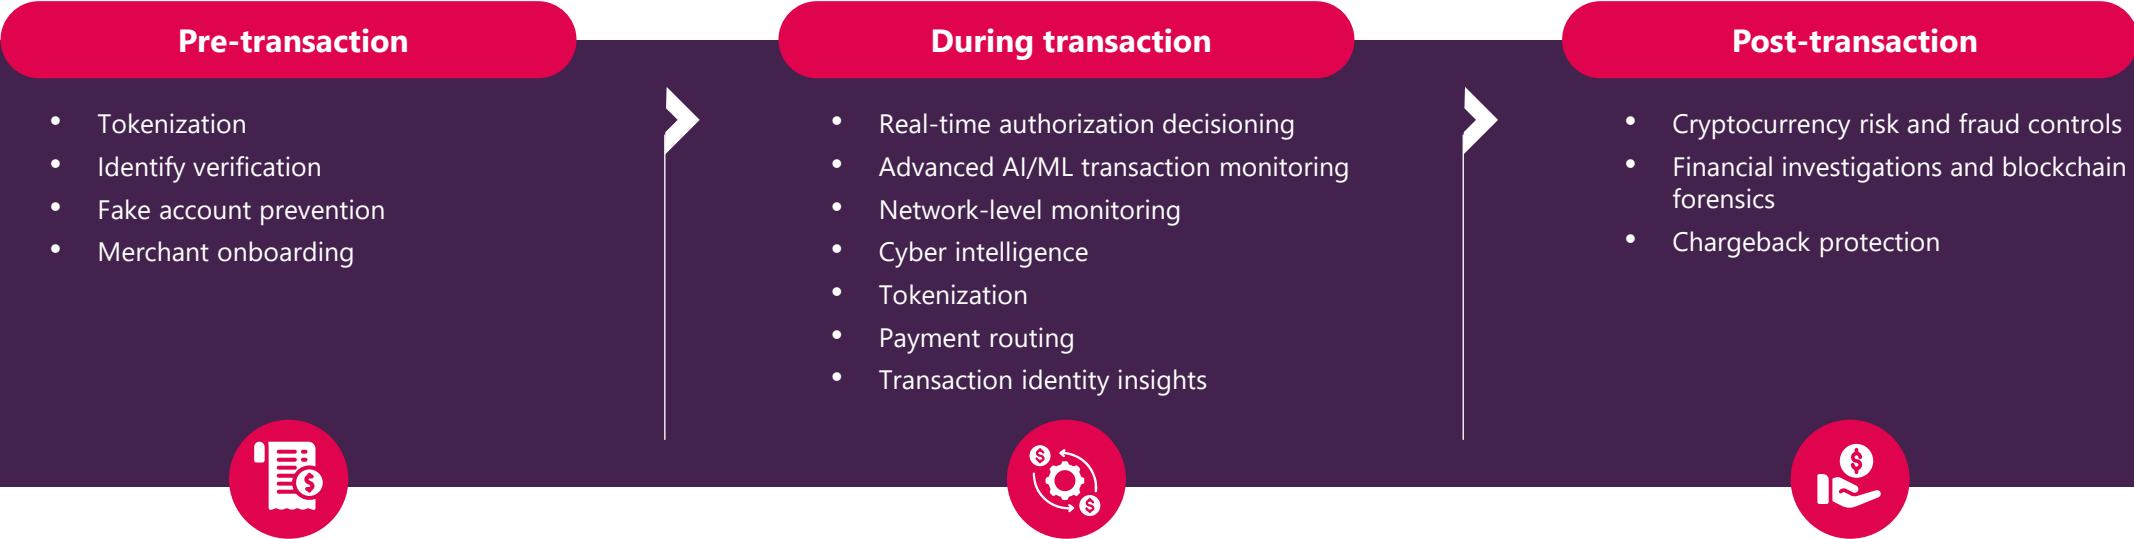 Pre-transaction
• Tokenization
• Identify verification
• Fake account prevention
• Merchant onboarding
During transaction
• Real-time authorization decisioning
• Advanced AI/ML transaction monitoring
• Network-level monitoring
• Cyber intelligence
• Tokenization
• Payment routing
• Transaction identity insights
Post-transaction
• Cryptocurrency risk and fraud controls
• Financial investigations and blockchain
forensics
• Chargeback protection